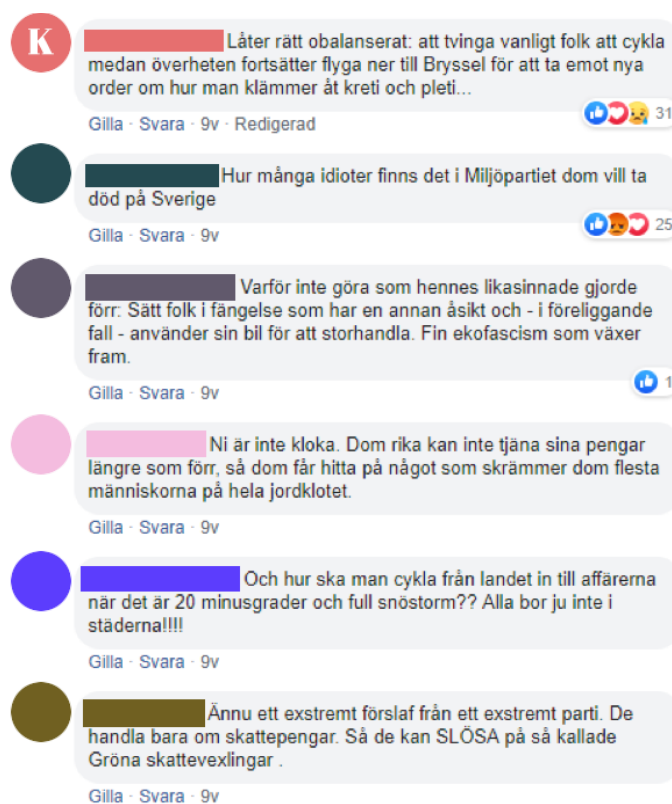 K
Låter rätt obalanserat: att tvinga vanligt folk att cykla
medan överheten fortsätter flyga ner till Bryssel för att ta emot nya
order om hur man klämmer åt kreti och pleti...
31
Gilla · Svara · 9v · Redigerad
Hur många idioter finns det i Miljöpartiet dom vill ta
död på Sverige
25
Gilla · Svara · 9v
Varför inte göra som hennes likasinnade gjorde
förr: Sätt folk i fängelse som har en annan åsikt och - i föreliggande
fall - använder sin bil för att storhandla. Fin ekofascism som växer
fram.
1
Gilla · Svara · 9v
Ni är inte kloka. Dom rika kan inte tjäna sina pengar
längre som förr, så dom får hitta på något som skrämmer dom flesta
människorna på hela jordklotet.
Gilla · Svara · 9v
Och hur ska man cykla från landet in till affärerna
när det är 20 minusgrader och full snöstorm?? Alla bor ju inte i
städerna!!!!
Gilla · Svara · 9v
Ännu ett exstremt förslaf från ett exstremt parti. De
handla bara om skattepengar. Så de kan SLÖSA på så kallade
Gröna skattevexlingar .
Gilla · Svara · 9v